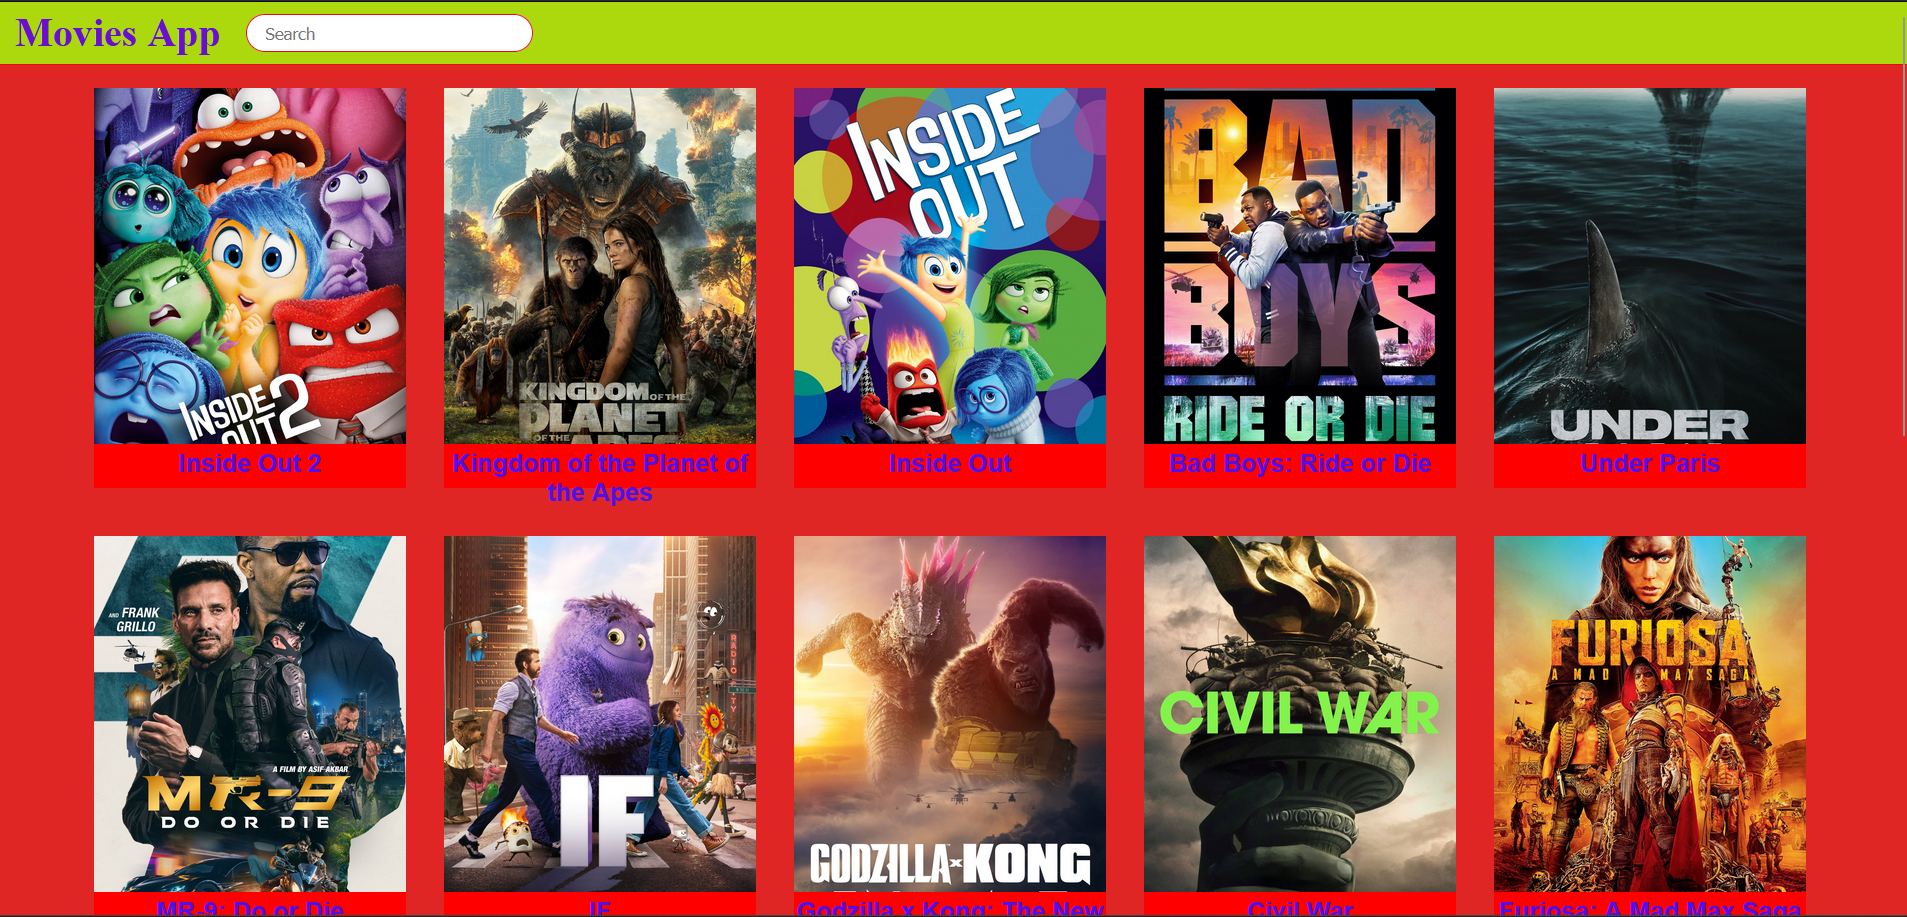 Movies App
Search
INSIDE
OUT 2
KINGDOM OF THE
PLANET
OF THE
APES
INSIDE
OUT
BAD
BOYS
RIDE OR DIE
UNDER
Inside Out 2
Kingdom of the Planet of
the Apes
Inside Out
Bad Boys: Ride or Die
Under Paris
AND FRANK
GRILLO
A FILM BY ASIF AKBAR
MR-9
DO OR DIE
RADIO
CITY
IF
GODZILLA x KONG
CIVIL WAR
FURIOSA
A MAD MAX SAGA
MR-9: Do or Die
IF
Godzilla x Kong: The New
Civil War
Furiosa: A Mad Max Saga